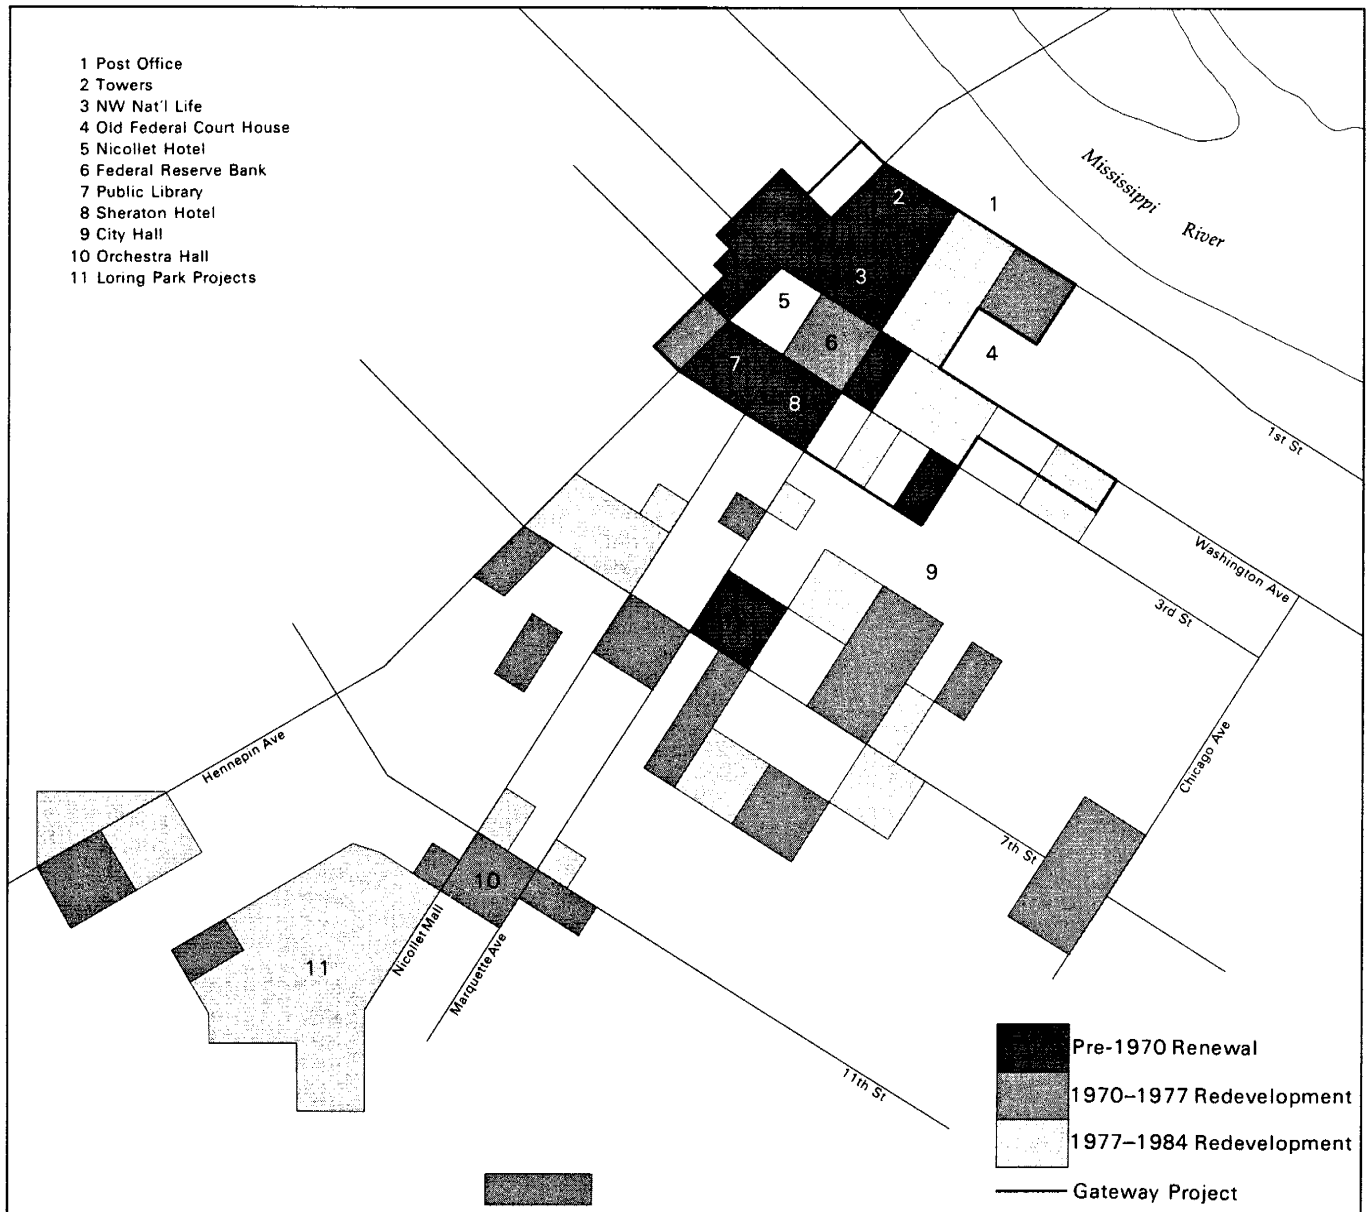 1 Post Office
2 Towers
3 NW Nat'l Life
4 Old Federal Court House
5 Nicollet Hotel
6 Federal Reserve Bank
7 Public Library
8 Sheraton Hotel
9 City Hall
10 Orchestra Hall
11 Loring Park Projects
Mississippi
River
2
1
3
5
6
4
7
8
1st St
Washington Ave
9
3rd St
Hennepin Ave
Chicago Ave
7th St
10
Nicollet Mall
Marquette Ave
11
11th St
Pre-1970 Renewal
1970–1977 Redevelopment
1977–1984 Redevelopment
Gateway Project